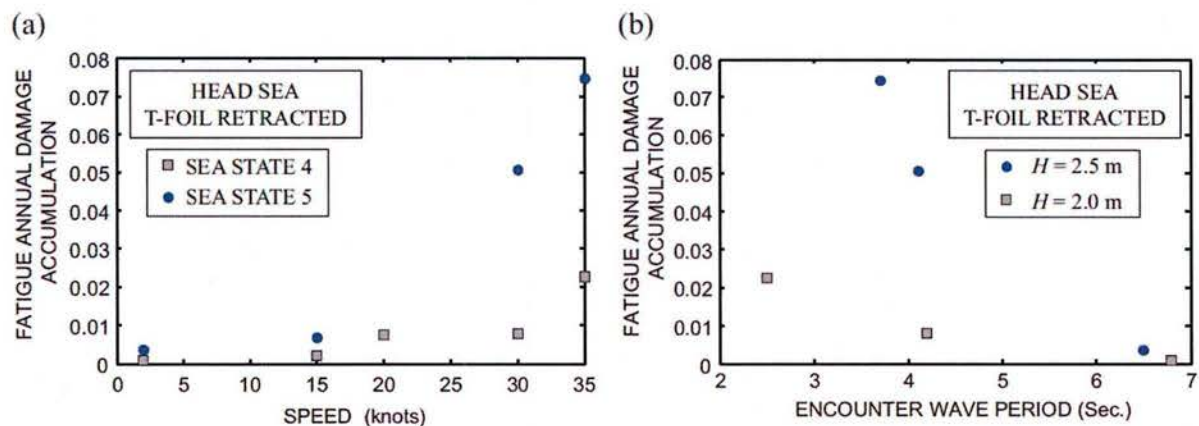 (a)
FATIGUE ANNUAL DAMAGE
ACCUMULATION
0.08
0.07
0.06
0.05
0.04
0.03
0.02
0.01
0
HEAD SEA
T-FOIL RETRACTED
SEA STATE 4
SEA STATE 5
0 5 10 15 20 25 30 35
SPEED (knots)
(b)
FATIGUE ANNUAL DAMAGE
ACCUMULATION
0.08
0.07
0.06
0.05
0.04
0.03
0.02
0.01
0
HEAD SEA
T-FOIL RETRACTED
H = 2.5 m
H = 2.0 m
2 3 4 5 6 7
ENCOUNTER WAVE PERIOD (Sec.)